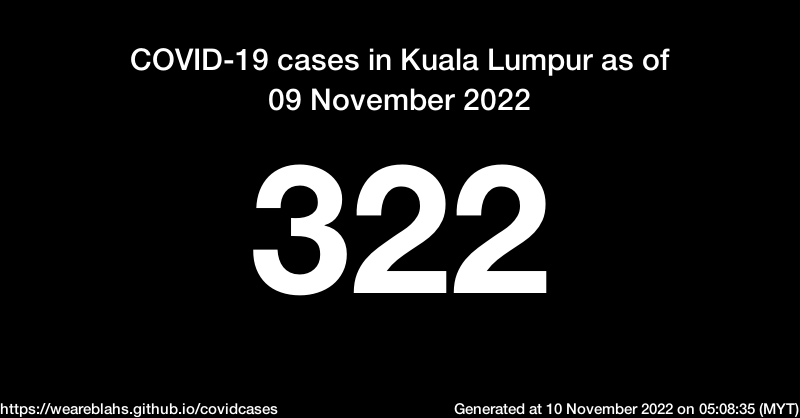 COVID-19 cases in Kuala Lumpur as of
09 November 2022
322
https://weareblahs.github.io/covidcases
Generated at 10 November 2022 on 05:08:35 (MYT)